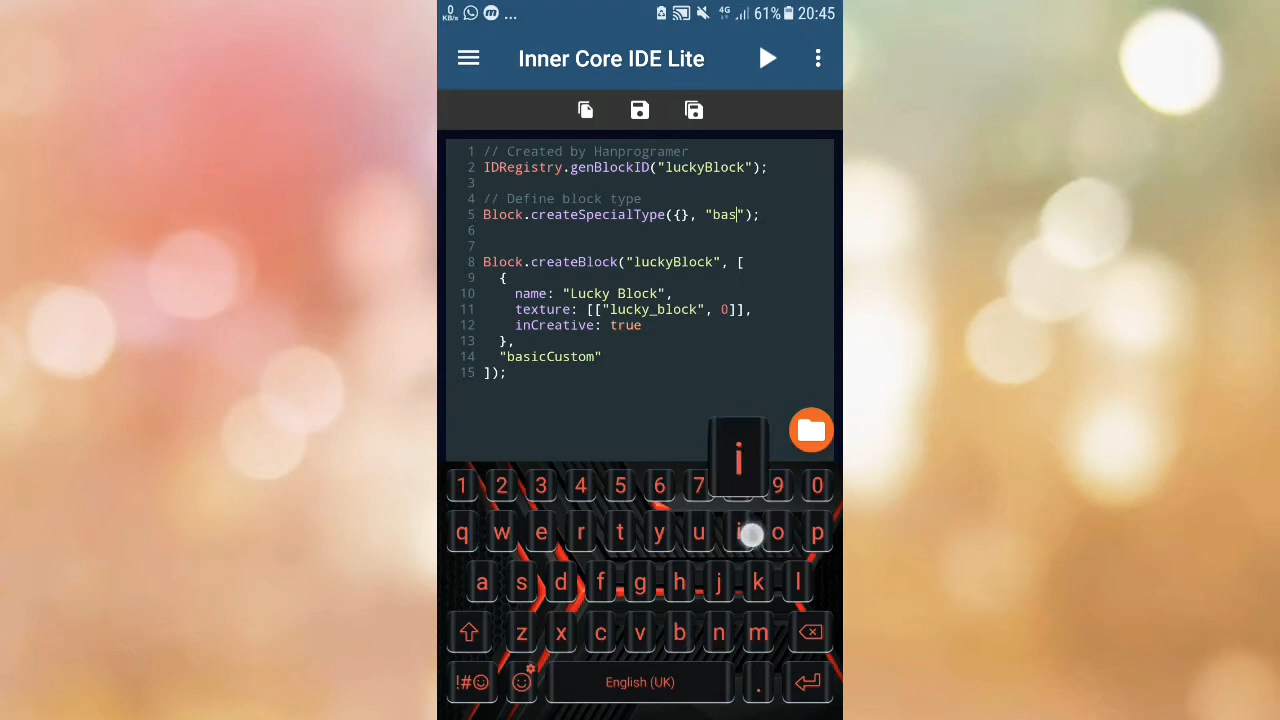 0 KB/s ... 4G 61% 20:45
Inner Core IDE Lite
1 // Created by Hanprogramer
2 IDRegistry.genBlockID("luckyBlock");
3
4 // Define block type
5 Block.createSpecialType({}, "bas");
6
7
8 Block.createBlock("luckyBlock", [
9 {
10 name: "Lucky Block",
11 texture: [["lucky_block", 0]],
12 inCreative: true
13 },
14 "basicCustom"
15 ]);
i
1 2 3 4 5 6 7 9 0
q w e r t y u i o p
a s d f g h j k l
z x c v b n m
!#☺ English (UK) .